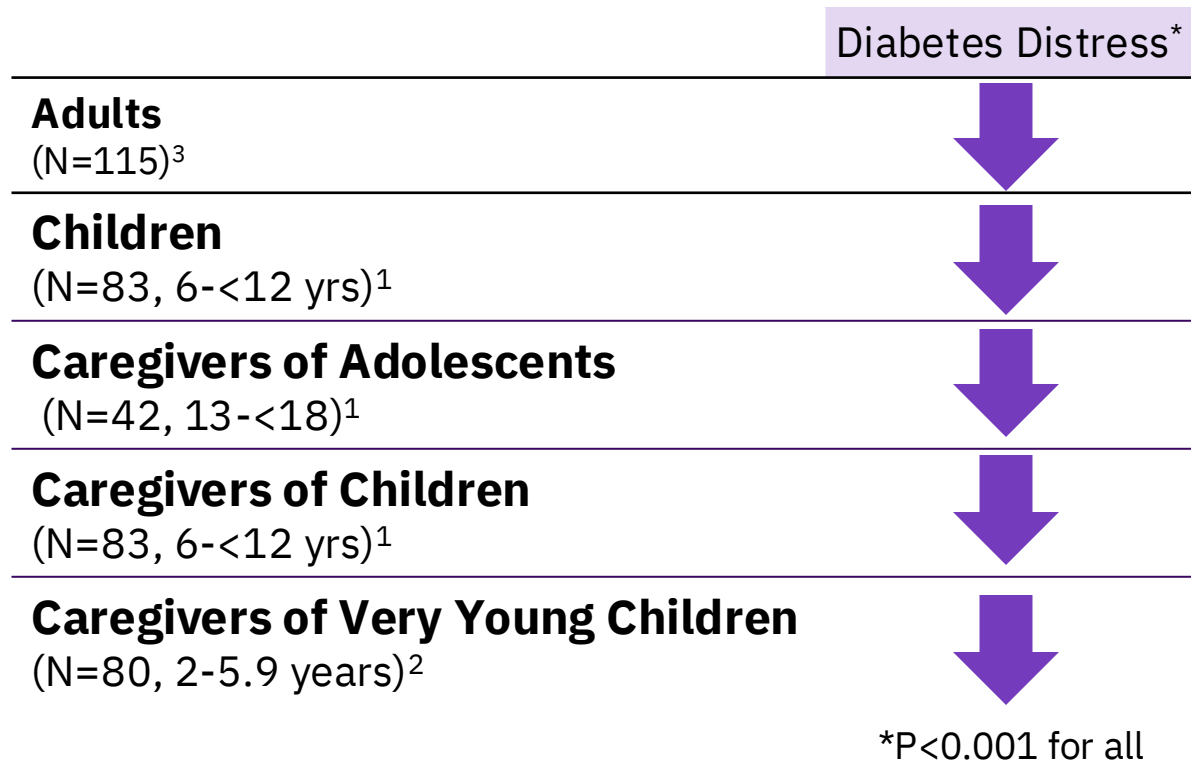 Diabetes Distress*
Adults
(N=115)³
Children
(N=83, 6-<12 yrs)¹
Caregivers of Adolescents
(N=42, 13-<18)¹
Caregivers of Children
(N=83, 6-<12 yrs)¹
Caregivers of Very Young Children
(N=80, 2-5.9 years)²
*P<0.001 for all